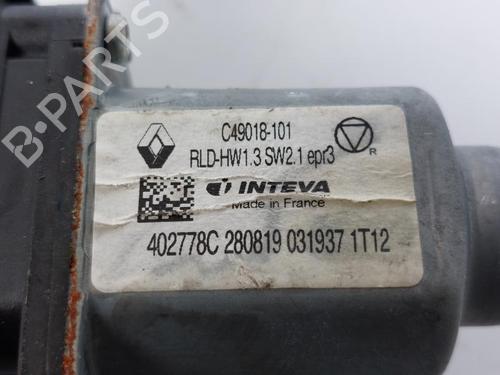 C49018-101
R
RLD-HW1.3 SW2.1 epr3
INTEVA
Made in France
402778C 280819 031937 1T12
B-PARTS